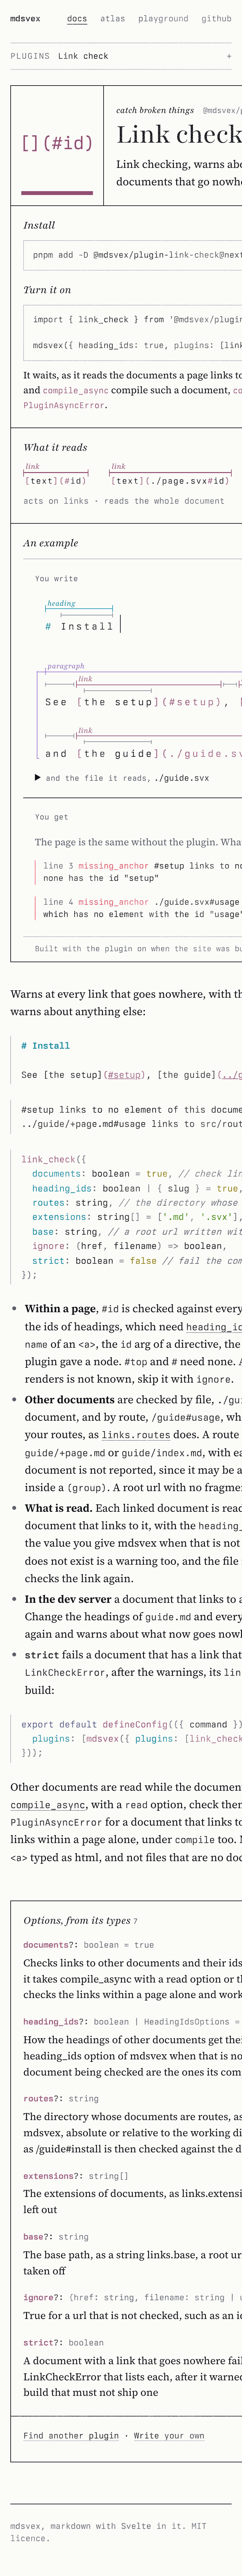 mdsvex docs atlas playground github
PLUGINS Link check +
[](#id)
catch broken things
Link check
Link checking, warns abo
documents that go nowhe
Install
pnpm add -D @mdsvex/plugin-link-check@next
Turn it on
import { link_check } from '@mdsvex/plug
mdsvex({ heading_ids: true, plugins: [link
It waits, as it reads the documents a page links to
and compile_async compile such a document, co
PluginAsyncError.
What it reads
link link
[text](#id) [text](./page.svx#id)
acts on links · reads the whole document
An example
You write
heading
# Install
paragraph
link
See [the setup](#setup), [
link
and [the guide](./guide.sv
▶ and the file it reads, ./guide.svx
You get
The page is the same without the plugin. Wha
line 3 missing_anchor #setup links to no
none has the id "setup"
line 4 missing_anchor ./guide.svx#usage
which has no element with the id "usage"
Built with the plugin on when the site was bu
Warns at every link that goes nowhere, with th
warns about anything else:
# Install
See [the setup](#setup), [the guide](../g
#setup links to no element of this docume
../guide/+page.md#usage links to src/rout
link_check({
documents: boolean = true, // check lin
heading_ids: boolean | { slug } = true,
routes: string, // the directory whose
extensions: string[] = ['.md', '.svx'],
base: string, // a root url written wit
ignore: (href, filename) => boolean,
strict: boolean = false // fail the com
});
• Within a page, #id is checked against every
the ids of headings, which need heading_id
name of an <a>, the id arg of a directive, the
plugin gave a node. #top and # need none. A
renders is not known, skip it with ignore.
• Other documents are checked by file, ./gu
document, and by route, /guide#usage, wh
your routes, as links.routes does. A route
guide/+page.md or guide/index.md, with ea
document is not reported, since it may be a
inside a (group). A root url with no fragmen
• What is read. Each linked document is read
document that links to it, with the heading_
the value you give mdsvex when that is not
does not exist is a warning too, and the file
checks the link again.
• In the dev server a document that links to a
Change the headings of guide.md and every
again and warns about what now goes nowh
• strict fails a document that has a link that
LinkCheckError, after the warnings, its lin
build:
export default defineConfig(({ command })
plugins: [mdsvex({ plugins: [link_check
}));
Other documents are read while the documen
compile_async, with a read option, check then
PluginAsyncError for a document that links to
links within a page alone, under compile too. N
<a> typed as html, and not files that are no doc
Options, from its types ?
documents?: boolean = true
Checks links to other documents and their ids
it takes compile_async with a read option or th
checks the links within a page alone and work
heading_ids?: boolean | HeadingIdsOptions =
How the headings of other documents get thei
heading_ids option of mdsvex when that is no
document being checked are the ones its com
routes?: string
The directory whose documents are routes, as
mdsvex, absolute or relative to the working di
as /guide#install is then checked against the d
extensions?: string[]
The extensions of documents, as links.extensi
left out
base?: string
The base path, as a string links.base, a root ur
taken off
ignore?: (href: string, filename: string | u
True for a url that is not checked, such as an id
strict?: boolean
A document with a link that goes nowhere fail
LinkCheckError that lists each, after it warned
build that must not ship one
Find another plugin · Write your own
mdsvex, markdown with Svelte in it. MIT
licence.